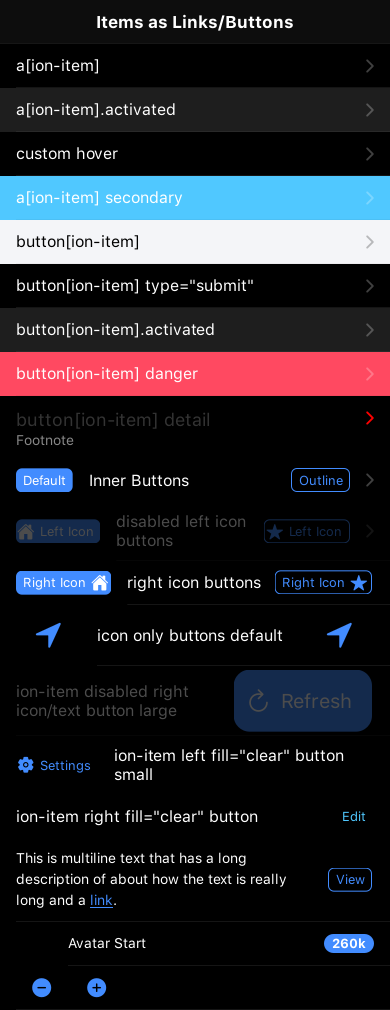 Items as Links/Buttons
a[ion-item]
a[ion-item].activated
custom hover
a[ion-item] secondary
button[ion-item]
button[ion-item] type="submit"
button[ion-item].activated
button[ion-item] danger
button[ion-item] detail
Footnote
Default Inner Buttons Outline
Left Icon disabled left icon buttons Left Icon
Right Icon right icon buttons Right Icon
icon only buttons default
ion-item disabled right
icon/text button large
Refresh
Settings
ion-item left fill="clear" button
small
ion-item right fill="clear" button Edit
This is multiline text that has a long
description of about how the text is really
long and a link.
View
Avatar Start 260k